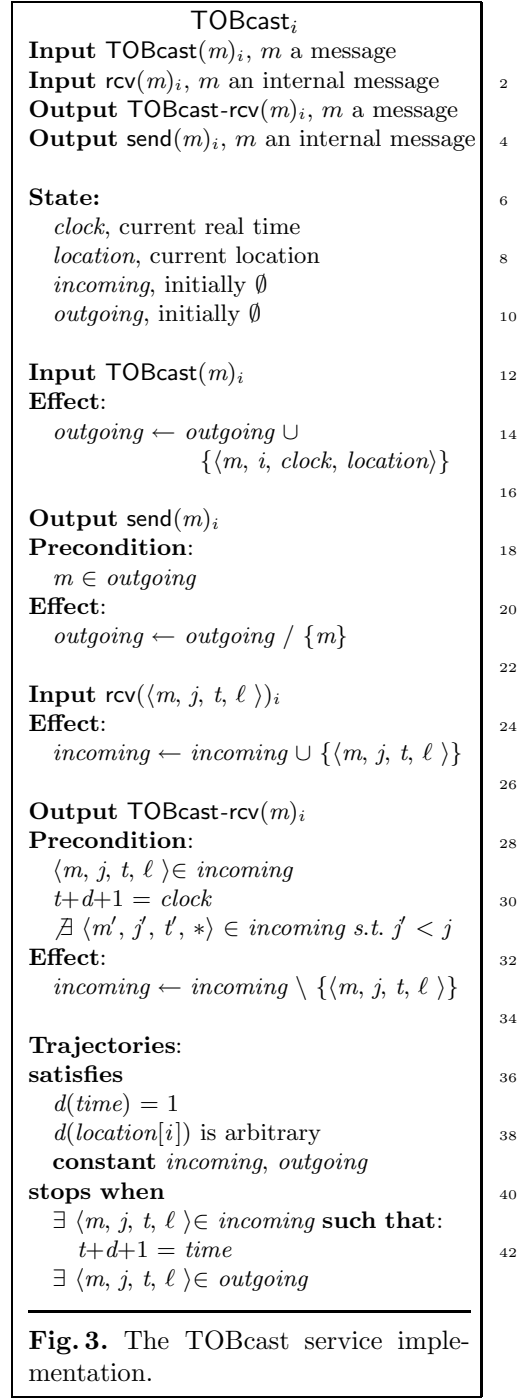 TOBcast_i
Input TOBcast(m)_i, m a message
Input rcv(m)_i, m an internal message 2
Output TOBcast-rcv(m)_i, m a message
Output send(m)_i, m an internal message 4
State: 6
clock, current real time
location, current location 8
incoming, initially ∅
outgoing, initially ∅ 10
Input TOBcast(m)_i 12
Effect:
outgoing ← outgoing ∪ 14
{⟨m, i, clock, location⟩}
16
Output send(m)_i
Precondition: 18
m ∈ outgoing
Effect: 20
outgoing ← outgoing / {m}
22
Input rcv(⟨m, j, t, ℓ ⟩)_i
Effect: 24
incoming ← incoming ∪ {⟨m, j, t, ℓ ⟩}
26
Output TOBcast-rcv(m)_i
Precondition: 28
⟨m, j, t, ℓ ⟩∈ incoming
t+d+1 = clock 30
∄ ⟨m′, j′, t′, ∗⟩ ∈ incoming s.t. j′ < j
Effect: 32
incoming ← incoming \ {⟨m, j, t, ℓ ⟩}
34
Trajectories:
satisfies 36
d(time) = 1
d(location[i]) is arbitrary 38
constant incoming, outgoing
stops when 40
∃ ⟨m, j, t, ℓ ⟩∈ incoming such that:
t+d+1 = time 42
∃ ⟨m, j, t, ℓ ⟩∈ outgoing
Fig. 3. The TOBcast service imple-
mentation.